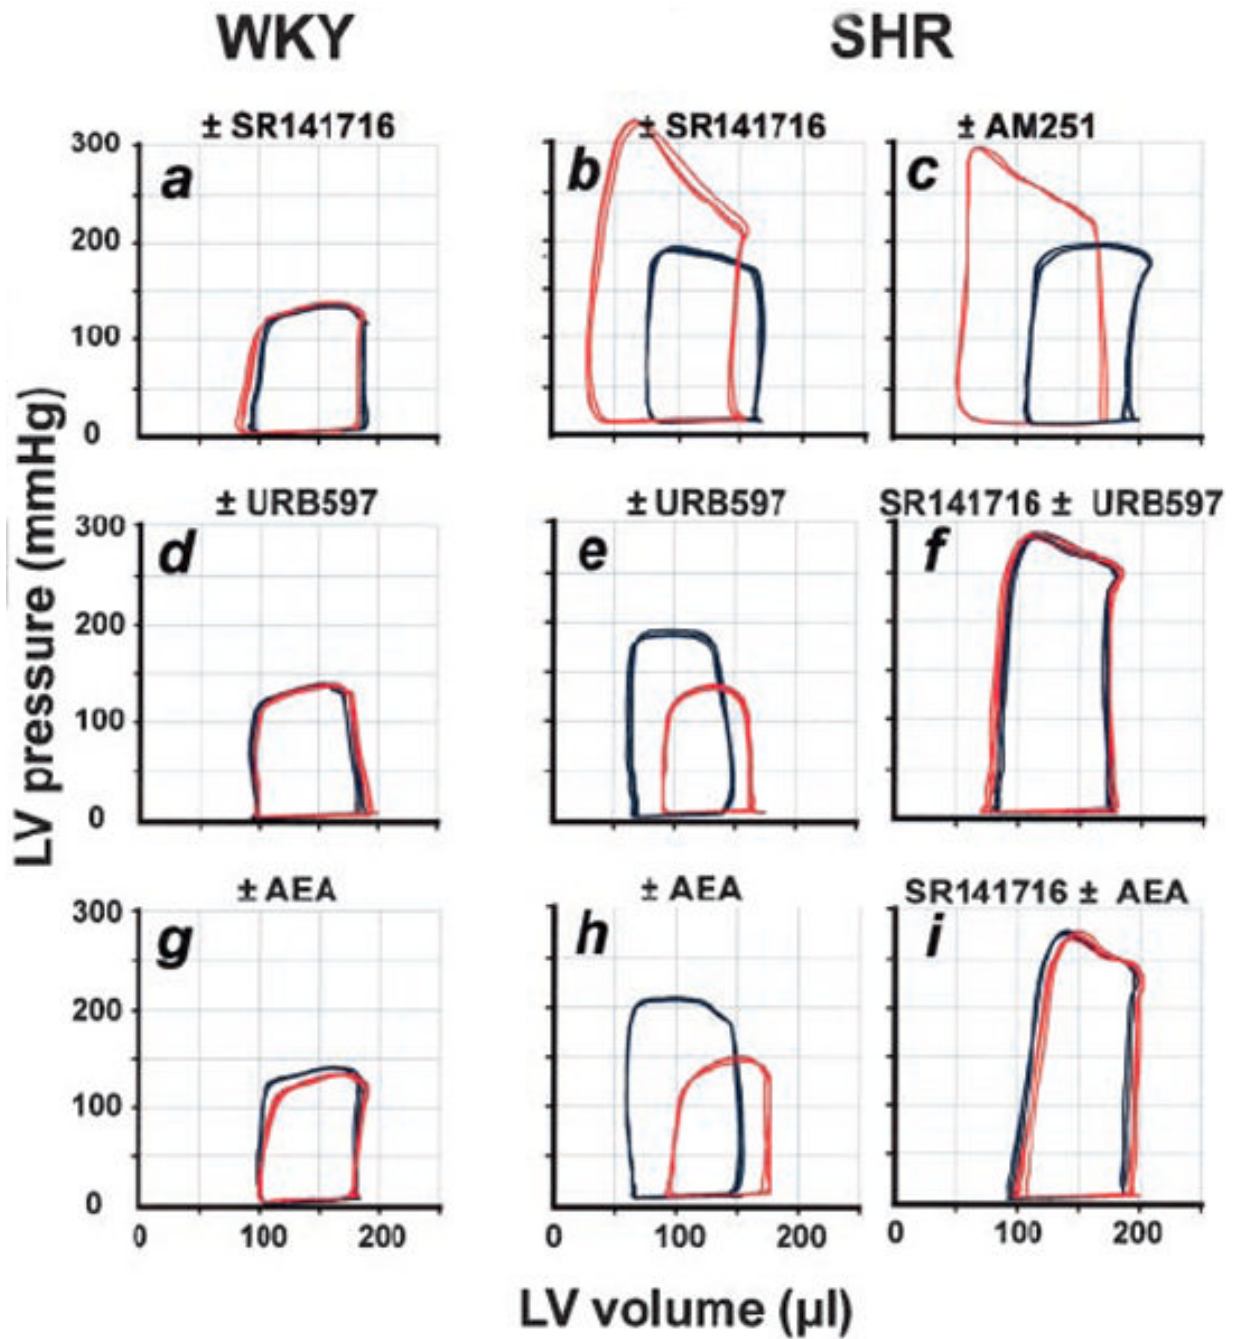 WKY SHR
± SR141716 ± SR141716 ± AM251
300 a b c
200
100
0
± URB597 ± URB597 SR141716 ± URB597
300 d e f
200
100
0
± AEA ± AEA SR141716 ± AEA
300 g h i
200
100
0
0 100 200 0 100 200 0 100 200
LV pressure (mmHg)
LV volume (µl)